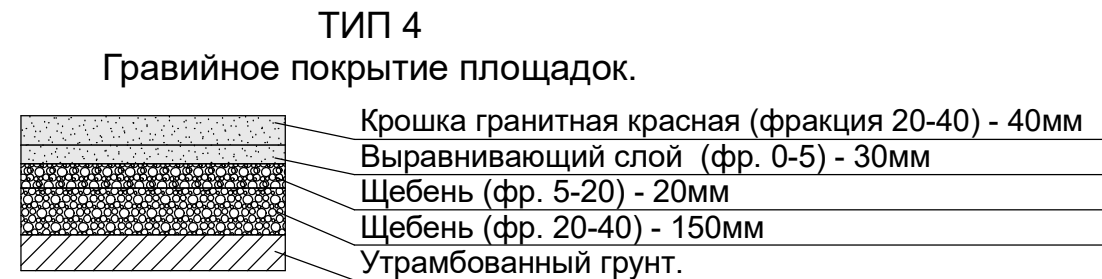 ТИП 4
Гравийное покрытие площадок.
Крошка гранитная красная (фракция 20-40) - 40мм
Выравнивающий слой (фр. 0-5) - 30мм
Щебень (фр. 5-20) - 20мм
Щебень (фр. 20-40) - 150мм
Утрамбованный грунт.